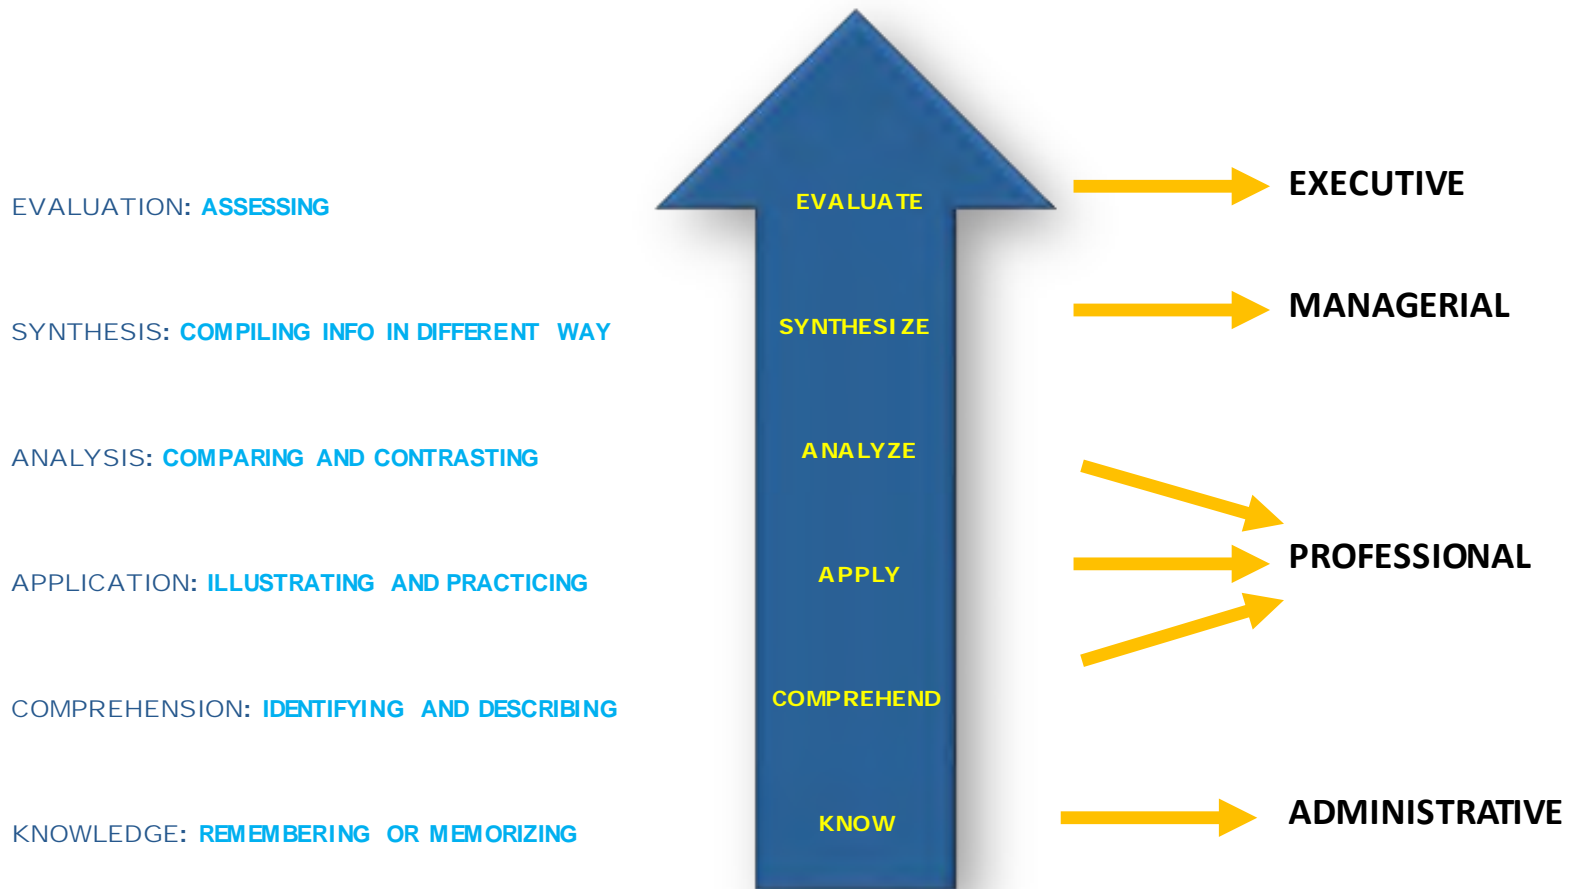 EXECUTIVE
EVALUATION: ASSESSING
EVALUATE
MANAGERIAL
SYNTHESIS: COMPILING INFO IN DIFFERENT WAY
SYNTHESIZE
ANALYSIS: COMPARING AND CONTRASTING
ANALYZE
PROFESSIONAL
APPLICATION: ILLUSTRATING AND PRACTICING
APPLY
COMPREHENSION: IDENTIFYING AND DESCRIBING
COMPREHEND
ADMINISTRATIVE
KNOWLEDGE: REMEMBERING OR MEMORIZING
KNOW